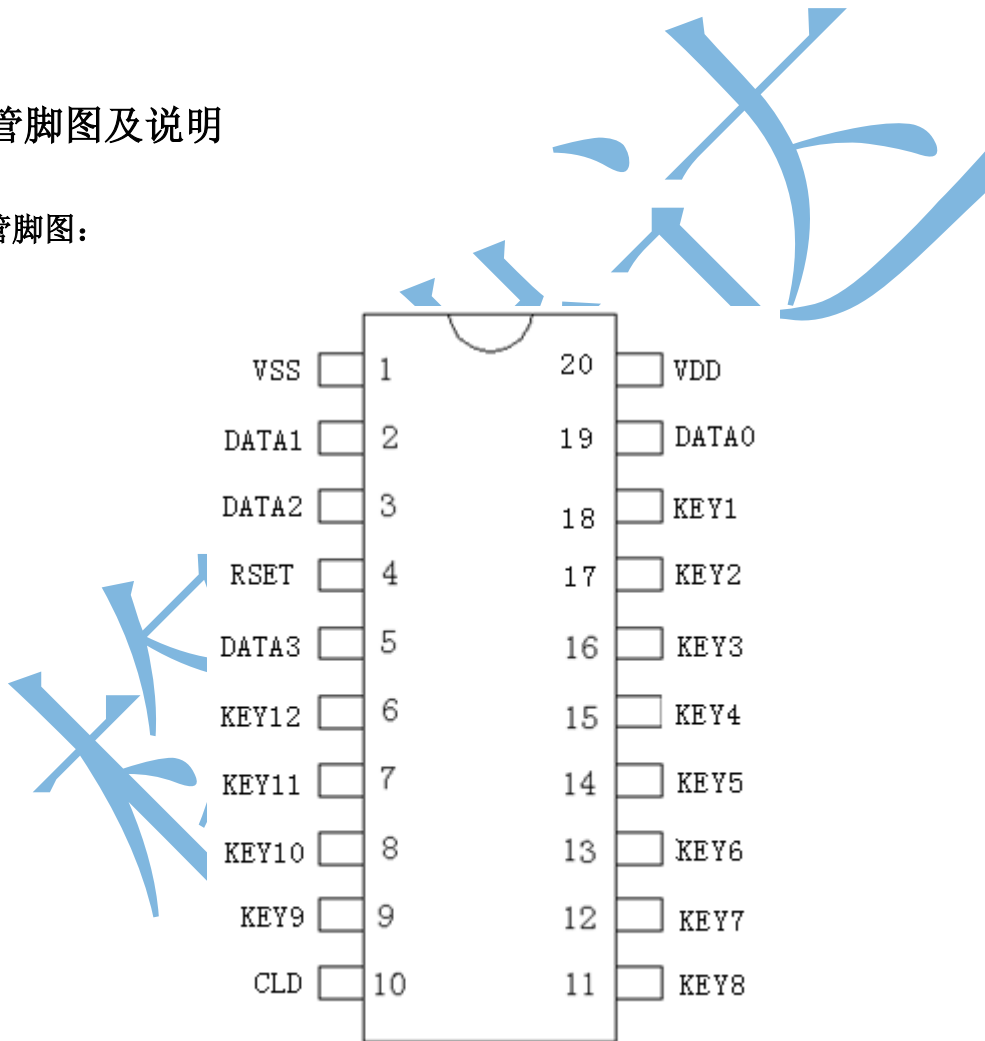 管脚图及说明
管脚图：
VSS 1 20 VDD
DATA1 2 19 DATA0
DATA2 3 18 KEY1
RSET 4 17 KEY2
DATA3 5 16 KEY3
KEY12 6 15 KEY4
KEY11 7 14 KEY5
KEY10 8 13 KEY6
KEY9 9 12 KEY7
CLD 10 11 KEY8